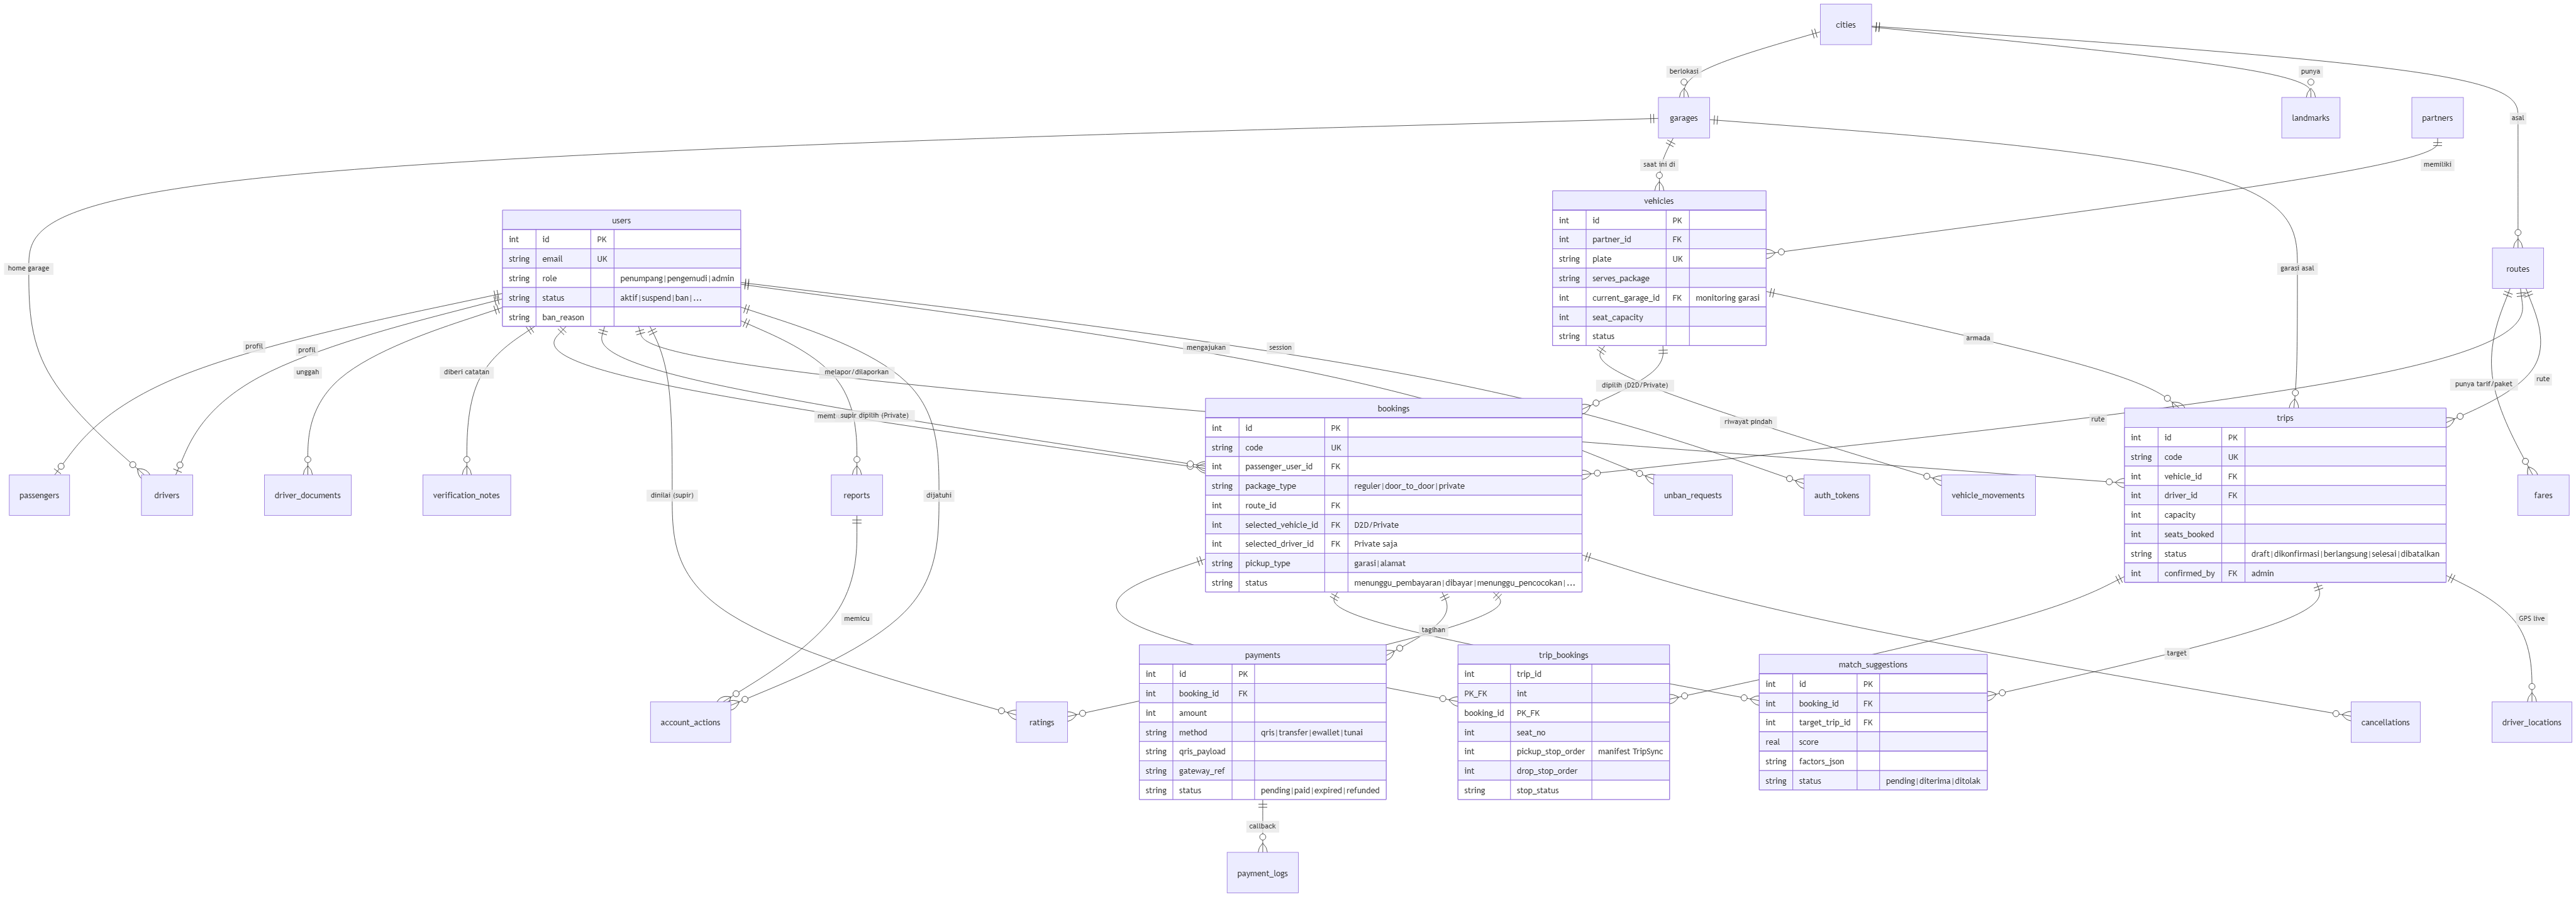 cities
berlokasi
punya
garages
landmarks
partners
asal
saat ini di
memiliki
vehicles
int id PK
int partner_id FK
string plate UK
string serves_package
int current_garage_id FK monitoring garasi
int seat_capacity
string status
users
int id PK
string email UK
string role penumpang|pengemudi|admin
string status aktif|suspend|ban|...
string ban_reason
home garage
garasi asal
routes
profil
profil
unggah
diberi catatan
melapor/dilaporkan
mengajukan
session
armada
dipilih (D2D/Private)
punya tarif/paket
rute
memt
supir dipilih (Private)
riwayat pindah
rute
bookings
int id PK
string code UK
int passenger_user_id FK
string package_type reguler|door_to_door|private
int route_id FK
int selected_vehicle_id FK D2D/Private
int selected_driver_id FK Private saja
string pickup_type garasi|alamat
string status menunggu_pembayaran|dibayar|menunggu_pencocokan|...
trips
int id PK
string code UK
int vehicle_id FK
int driver_id FK
int capacity
int seats_booked
string status draft|dikonfirmasi|berlangsung|selesai|dibatalkan
int confirmed_by FK admin
passengers
drivers
driver_documents
verification_notes
dinilai (supir)
reports
dijatuhi
unban_requests
auth_tokens
vehicle_movements
fares
memicu
tagihan
target
GPS live
payments
int id PK
int booking_id FK
int amount
string method qris|transfer|ewallet|tunai
string qris_payload
string gateway_ref
string status pending|paid|expired|refunded
trip_bookings
int trip_id
PK_FK int
booking_id PK_FK
int seat_no
int pickup_stop_order manifest TripSync
int drop_stop_order
string stop_status
match_suggestions
int id PK
int booking_id FK
int target_trip_id FK
real score
string factors_json
string status pending|diterima|ditolak
account_actions
ratings
cancellations
driver_locations
callback
payment_logs